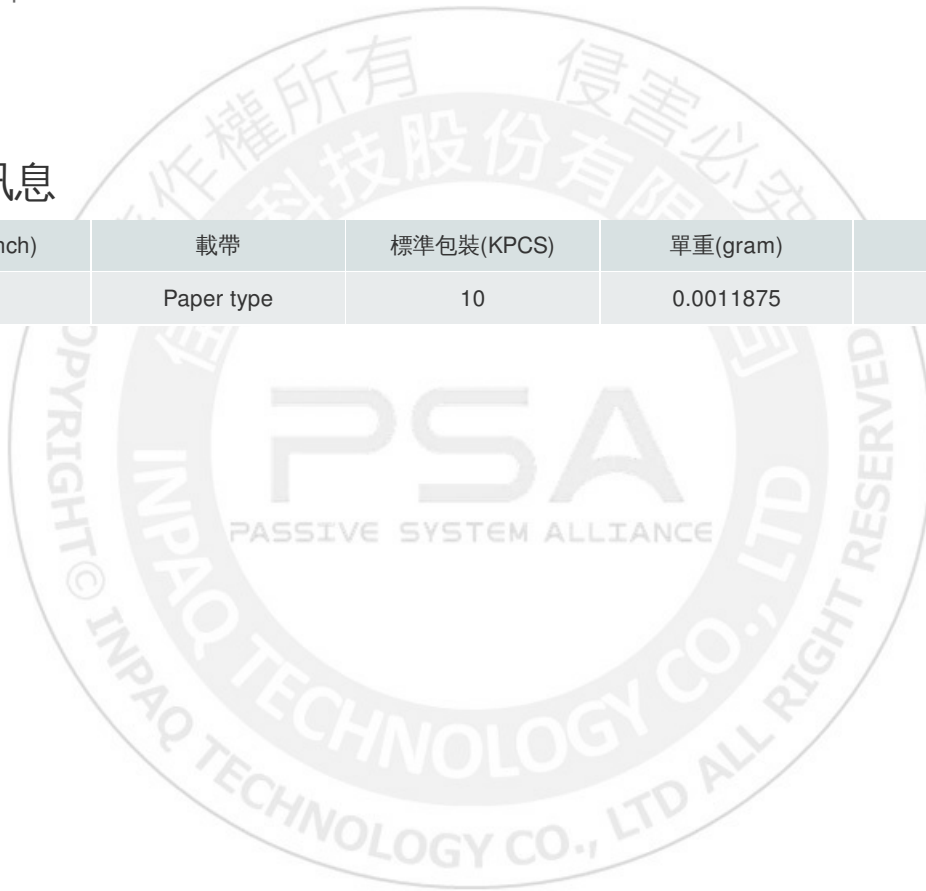 訊息
nch) 載帶 標準包裝(KPCS) 單重(gram)
Paper type 10 0.0011875
著作權所有 侵害必究
科技股份有限
PSA
PASSIVE SYSTEM ALLIANCE
INPAQ TECHNOLOGY CO., LTD
COPYRIGHT© INPAQ TECHNOLOGY CO., LTD ALL RIGHT RESERVED